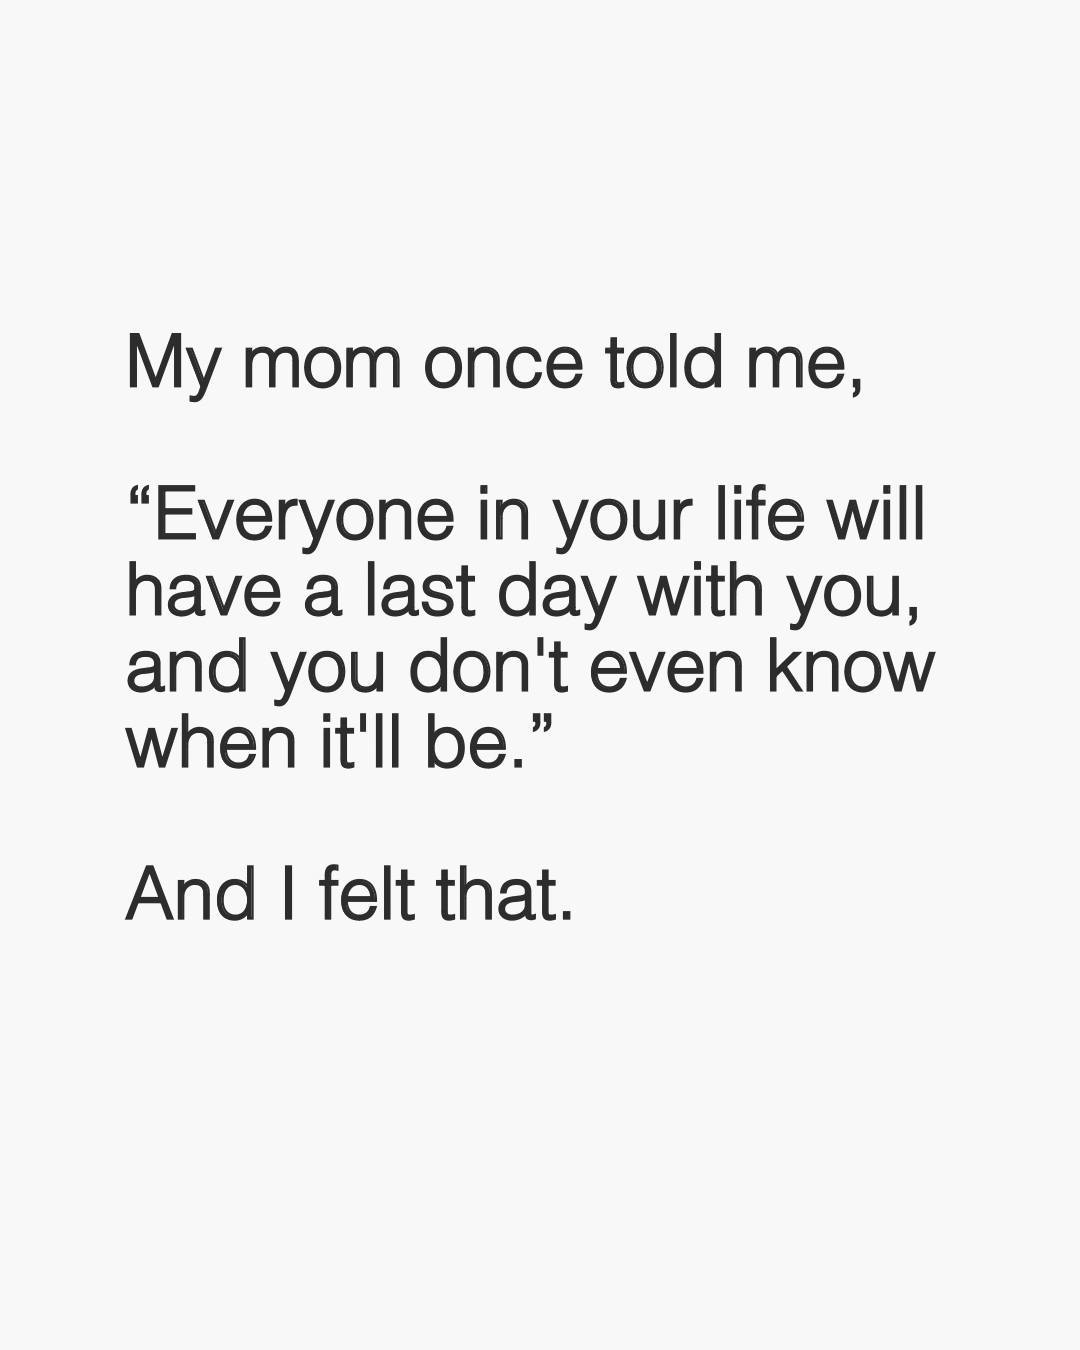 My mom once told me,
“Everyone in your life will
have a last day with you,
and you don't even know
when it'll be.”
And I felt that.